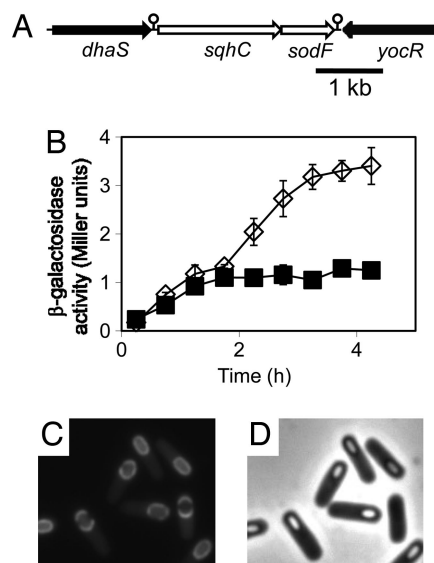 A
dhaS sqhC sodF yocR
1 kb
B
β-galactosidase
activity (Miller units)
4
3
2
1
0
0 2 4
Time (h)
C D